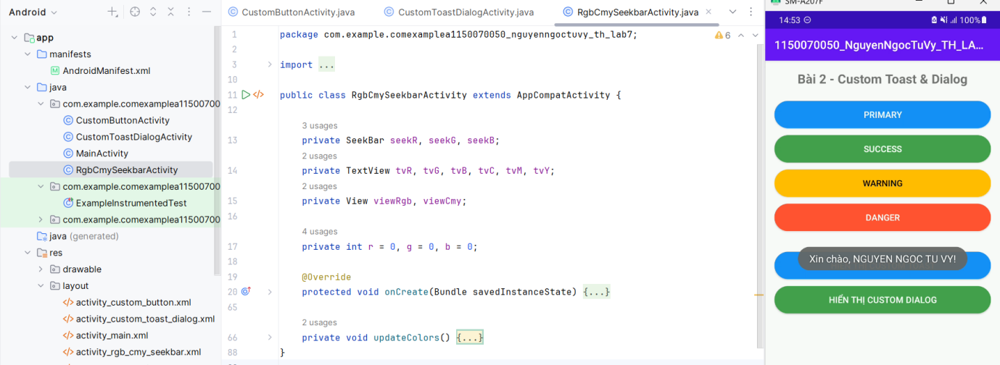 Android
app
manifests
AndroidManifest.xml
java
com.example.comexamplea11500700
CustomButtonActivity
CustomToastDialogActivity
MainActivity
RgbCmySeekbarActivity
com.example.comexamplea11500700
ExampleInstrumentedTest
com.example.comexamplea11500700
java (generated)
res
drawable
layout
activity_custom_button.xml
activity_custom_toast_dialog.xml
activity_main.xml
activity_rgb_cmy_seekbar.xml
CustomButtonActivity.java CustomToastDialogActivity.java RgbCmySeekbarActivity.java
6
1 package com.example.comexamplea1150070050_nguyenngoctuvy_th_lab7;
2
3 import ...
10
11 public class RgbCmySeekbarActivity extends AppCompatActivity {
12
3 usages
13 private SeekBar seekR, seekG, seekB;
2 usages
14 private TextView tvR, tvG, tvB, tvC, tvM, tvY;
2 usages
15 private View viewRgb, viewCmy;
16
4 usages
17 private int r = 0, g = 0, b = 0;
18
19 @Override
20 protected void onCreate(Bundle savedInstanceState) {...}
65
2 usages
66 private void updateColors() {...}
88 }
SM-A207F
14:53 100%
1150070050_NguyenNgocTuVy_TH_LA...
Bài 2 - Custom Toast & Dialog
PRIMARY
SUCCESS
WARNING
DANGER
Xin chào, NGUYEN NGOC TU VY!
HIỂN THỊ CUSTOM DIALOG